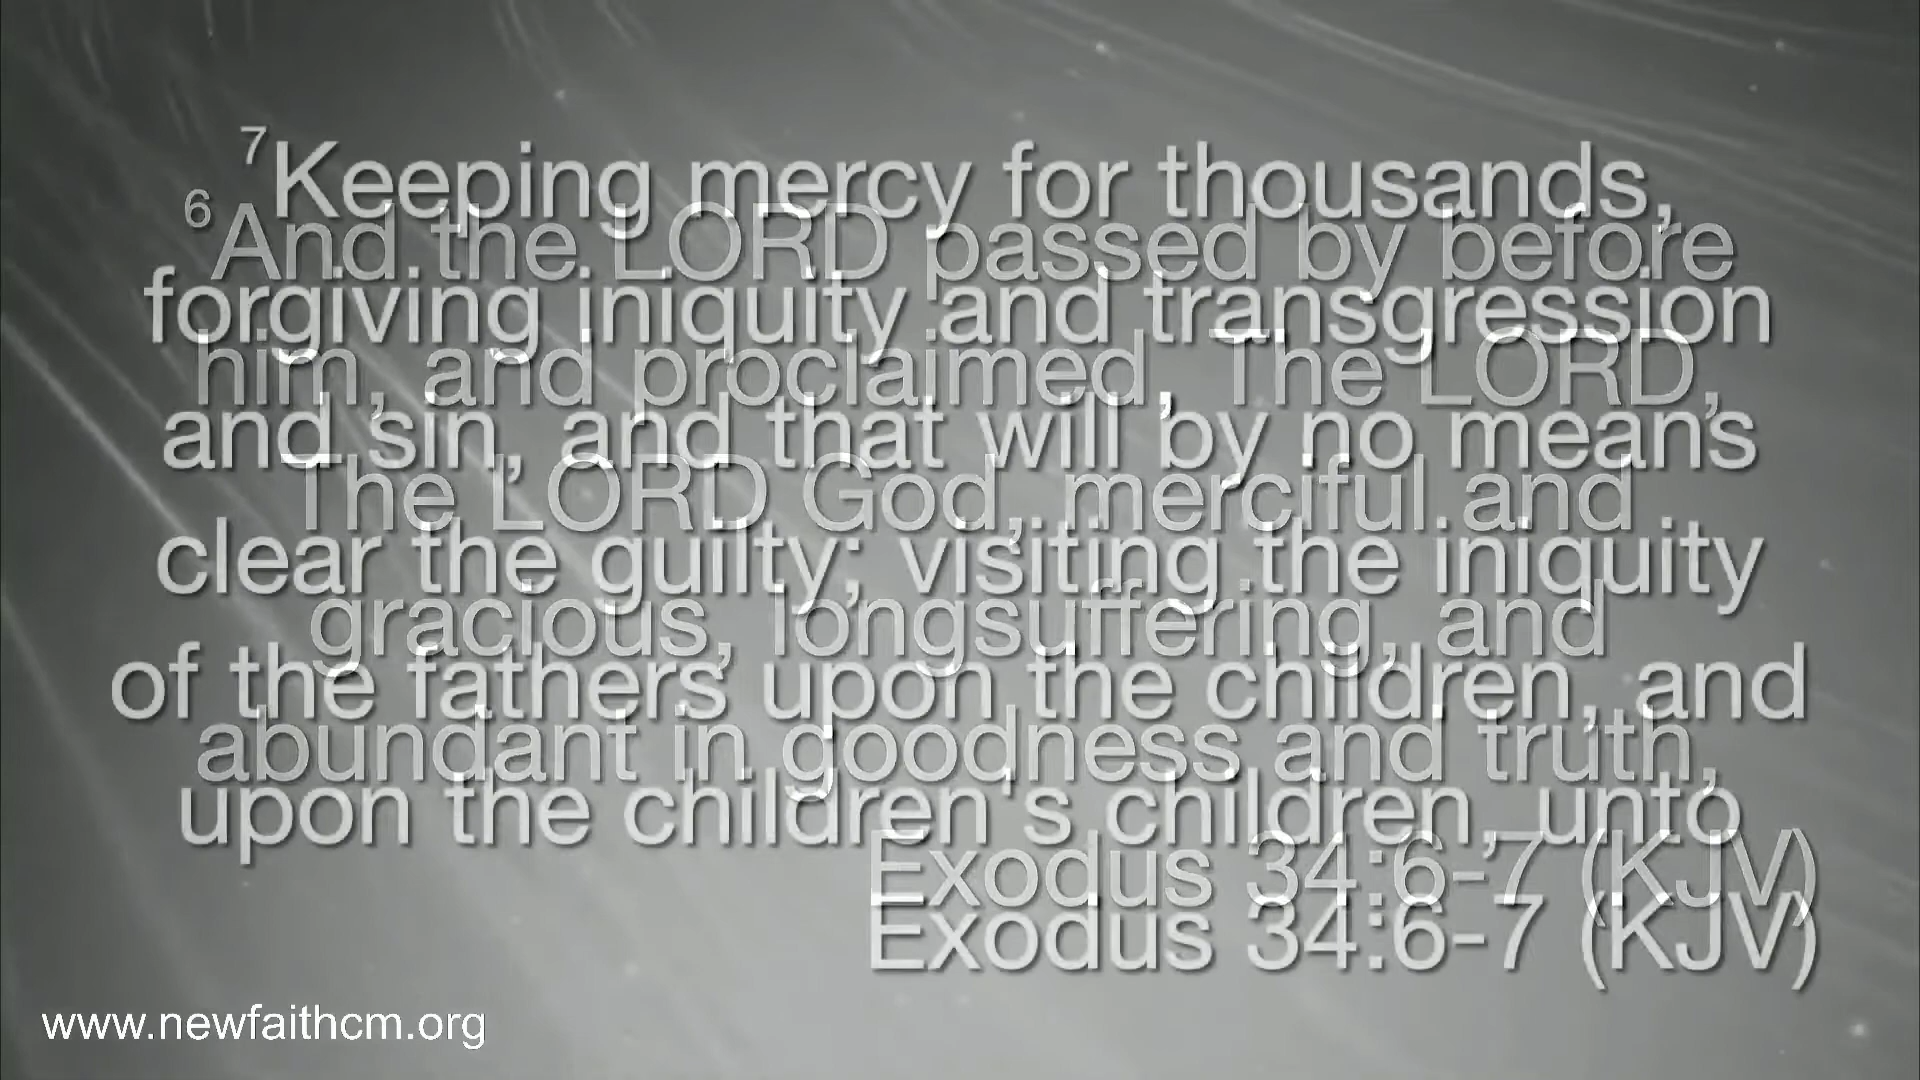 ⁶And the LORD passed by before
him, and proclaimed, The LORD,
The LORD God, merciful and
gracious, longsuffering, and
abundant in goodness and truth,
Exodus 34:6-7 (KJV)
⁷Keeping mercy for thousands,
forgiving iniquity and transgression
and sin, and that will by no means
clear the guilty; visiting the iniquity
of the fathers upon the children, and
upon the children's children, unto
Exodus 34:6-7 (KJV)
www.newfaithcm.org